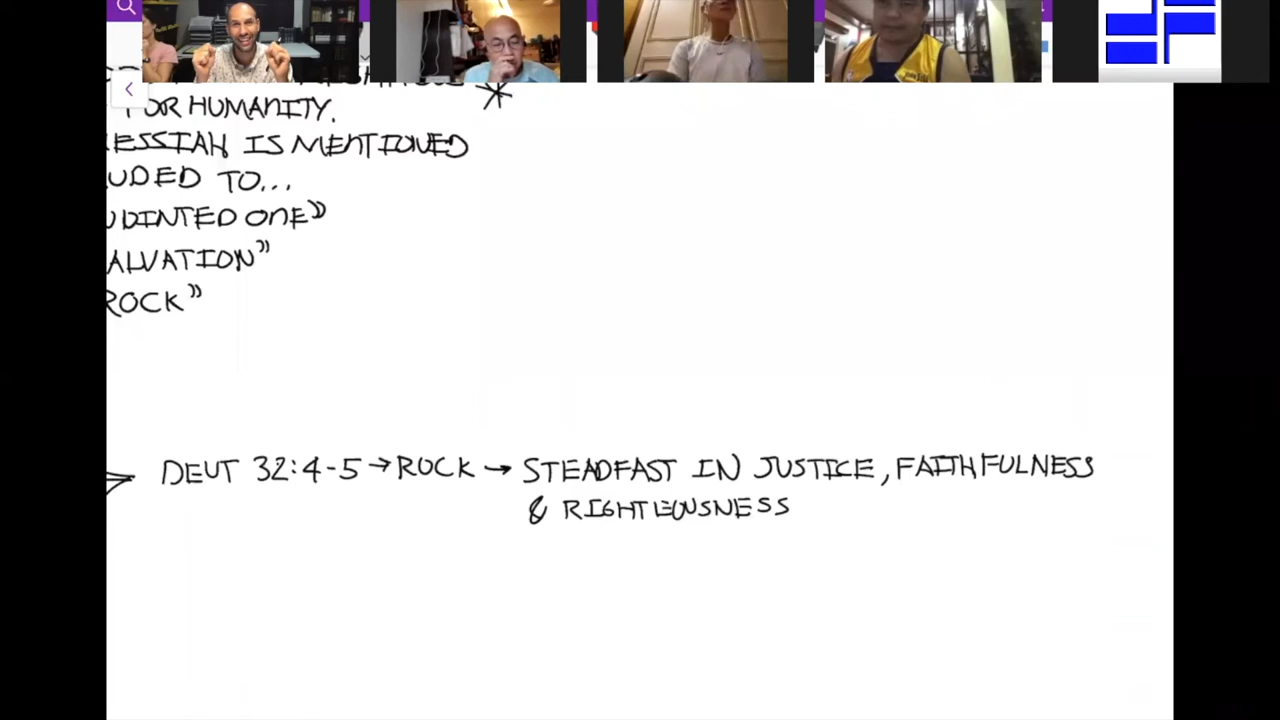 FOR HUMANITY.
ESSIAH IS MENTIONED
UDED TO...
OINTED ONE”
ALVATION”
ROCK”
DEUT 32:4-5 → ROCK → STEADFAST IN JUSTICE, FAITHFULNESS
& RIGHTEOUSNESS